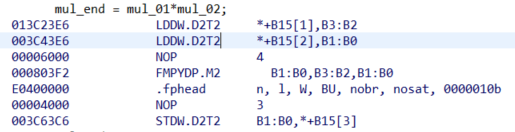 mul_end = mul_01*mul_02;
013C23E6 LDDW.D2T2 *+B15[1],B3:B2
003C43E6 LDDW.D2T2 *+B15[2],B1:B0
00006000 NOP 4
000803F2 FMPYDP.M2 B1:B0,B3:B2,B1:B0
E0400000 .fphead n, l, W, BU, nobr, nosat, 0000010b
00004000 NOP 3
003C63C6 STDW.D2T2 B1:B0,*+B15[3]